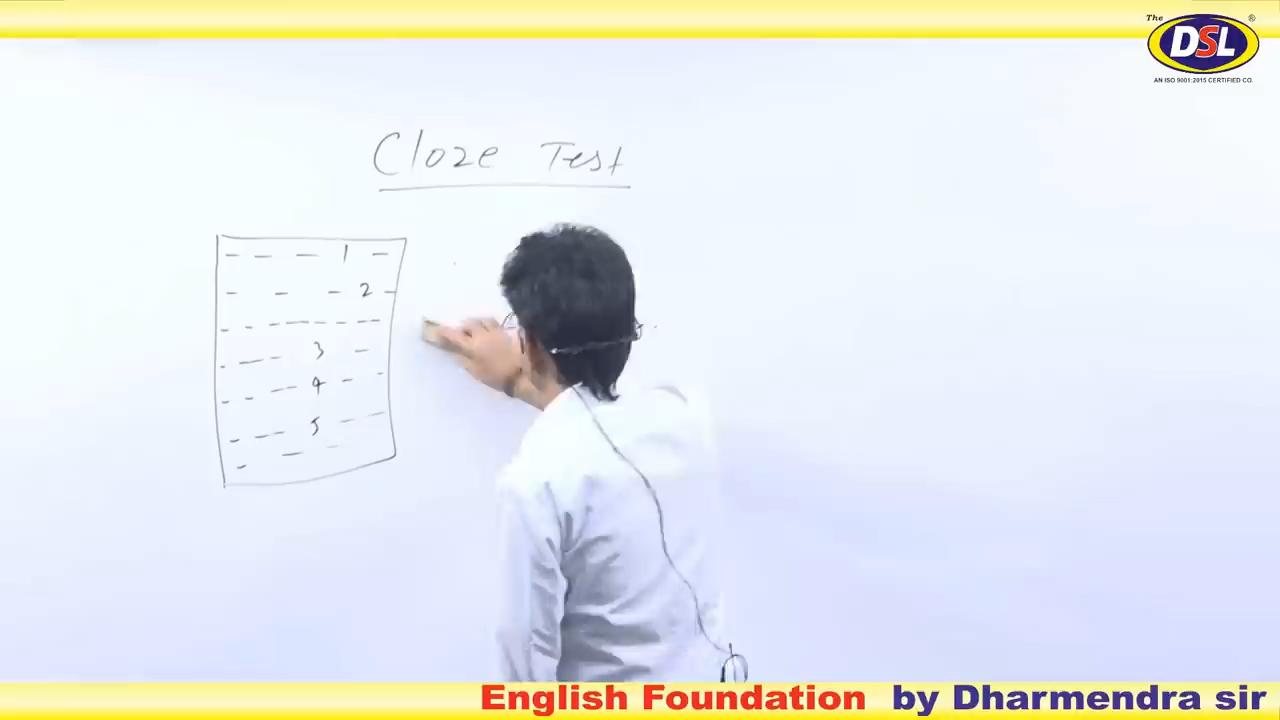 The
®
DSL
AN ISO 9001:2015 CERTIFIED CO.
Cloze Test
1
2
3
4
5
English Foundation by Dharmendra sir